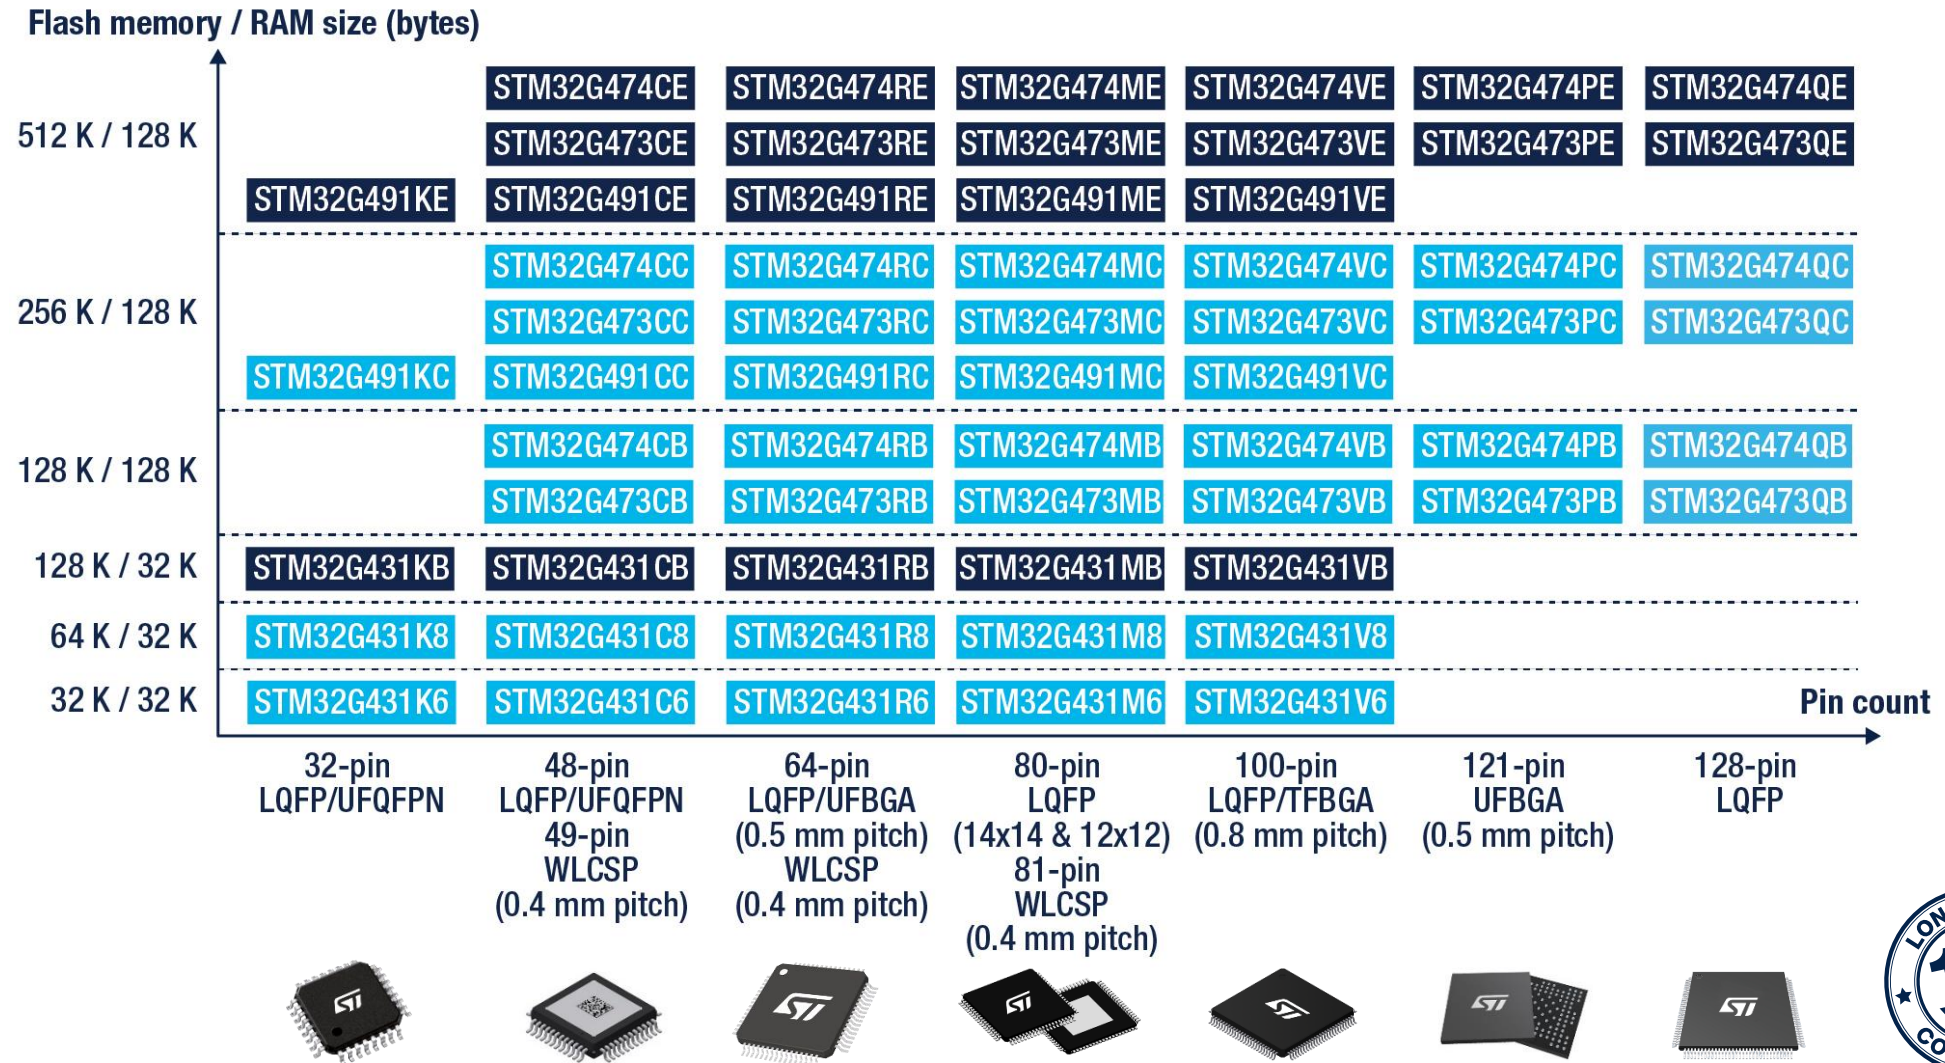 Flash memory / RAM size (bytes)
512 K / 128 K
STM32G474CE STM32G474RE STM32G474ME STM32G474VE STM32G474PE STM32G474QE
STM32G473CE STM32G473RE STM32G473ME STM32G473VE STM32G473PE STM32G473QE
STM32G491KE STM32G491CE STM32G491RE STM32G491ME STM32G491VE
256 K / 128 K
STM32G474CC STM32G474RC STM32G474MC STM32G474VC STM32G474PC STM32G474QC
STM32G473CC STM32G473RC STM32G473MC STM32G473VC STM32G473PC STM32G473QC
STM32G491KC STM32G491CC STM32G491RC STM32G491MC STM32G491VC
128 K / 128 K
STM32G474CB STM32G474RB STM32G474MB STM32G474VB STM32G474PB STM32G474QB
STM32G473CB STM32G473RB STM32G473MB STM32G473VB STM32G473PB STM32G473QB
128 K / 32 K STM32G431KB STM32G431CB STM32G431RB STM32G431MB STM32G431VB
64 K / 32 K STM32G431K8 STM32G431C8 STM32G431R8 STM32G431M8 STM32G431V8
32 K / 32 K STM32G431K6 STM32G431C6 STM32G431R6 STM32G431M6 STM32G431V6
Pin count
32-pin
LQFP/UFQFPN
48-pin
LQFP/UFQFPN
49-pin
WLCSP
(0.4 mm pitch)
64-pin
LQFP/UFBGA
(0.5 mm pitch)
WLCSP
(0.4 mm pitch)
80-pin
LQFP
(14x14 & 12x12)
81-pin
WLCSP
(0.4 mm pitch)
100-pin
LQFP/TFBGA
(0.8 mm pitch)
121-pin
UFBGA
(0.5 mm pitch)
128-pin
LQFP
ST
ST
ST
ST
ST
ST